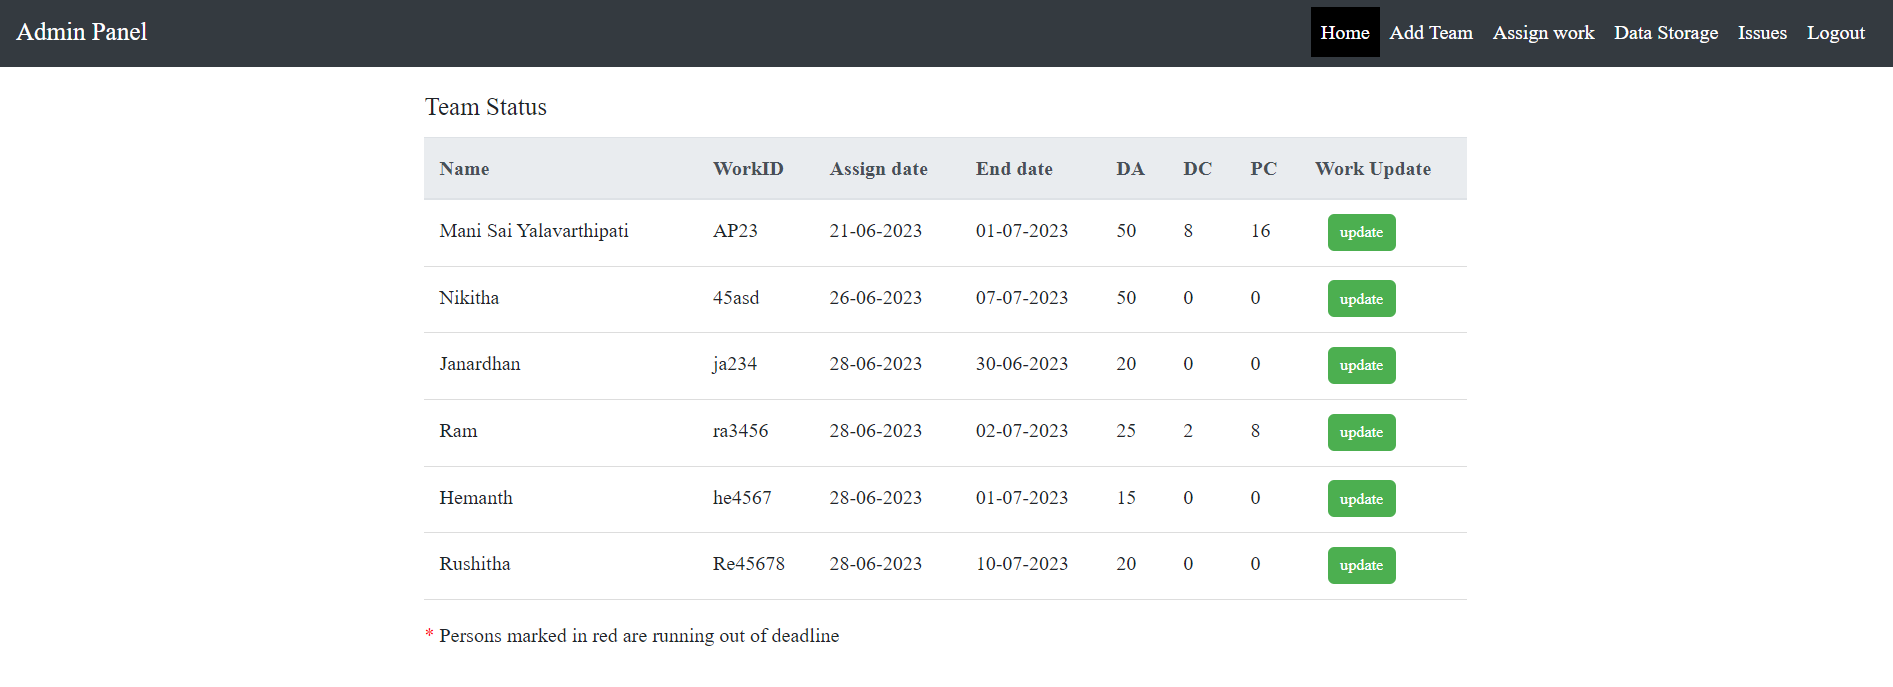 Admin Panel Home Add Team Assign work Data Storage Issues Logout
Team Status
Name WorkID Assign date End date DA DC PC Work Update
Mani Sai Yalavarthipati AP23 21-06-2023 01-07-2023 50 8 16 update
Nikitha 45asd 26-06-2023 07-07-2023 50 0 0 update
Janardhan ja234 28-06-2023 30-06-2023 20 0 0 update
Ram ra3456 28-06-2023 02-07-2023 25 2 8 update
Hemanth he4567 28-06-2023 01-07-2023 15 0 0 update
Rushitha Re45678 28-06-2023 10-07-2023 20 0 0 update
* Persons marked in red are running out of deadline